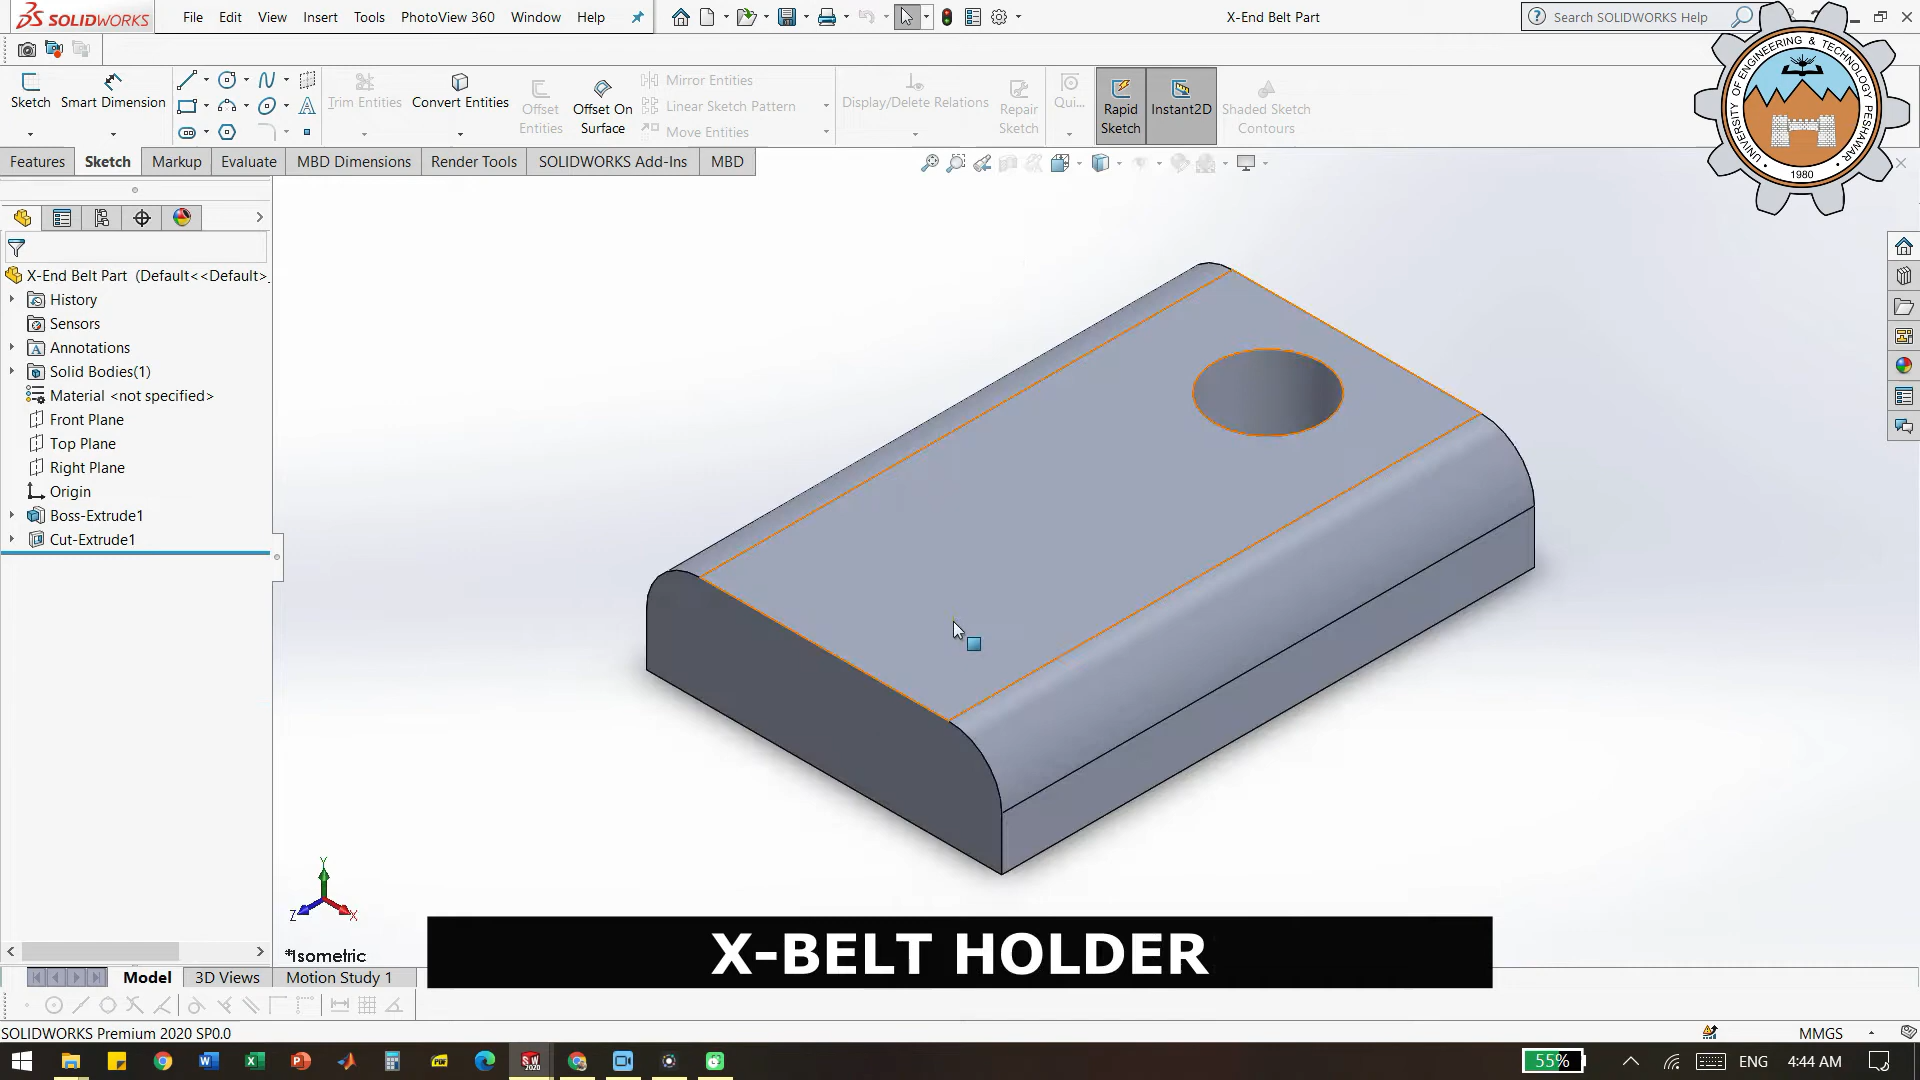 SOLIDWORKS File Edit View Insert Tools PhotoView 360 Window Help X-End Belt Part Search SOLIDWORKS Help
Sketch Smart Dimension Trim Entities Convert Entities Offset Entities Offset On Surface Mirror Entities Linear Sketch Pattern Move Entities Display/Delete Relations Repair Sketch Qui... Rapid Sketch Instant2D Shaded Sketch Contours
UNIVERSITY OF ENGINEERING & TECHNOLOGY PESHAWAR
1980
Features Sketch Markup Evaluate MBD Dimensions Render Tools SOLIDWORKS Add-Ins MBD
X-End Belt Part (Default<<Default>
History
Sensors
Annotations
Solid Bodies(1)
Material <not specified>
Front Plane
Top Plane
Right Plane
Origin
Boss-Extrude1
Cut-Extrude1
Y
Z X
*Isometric
X-BELT HOLDER
Model 3D Views Motion Study 1
SOLIDWORKS Premium 2020 SP0.0 MMGS
55% ENG 4:44 AM